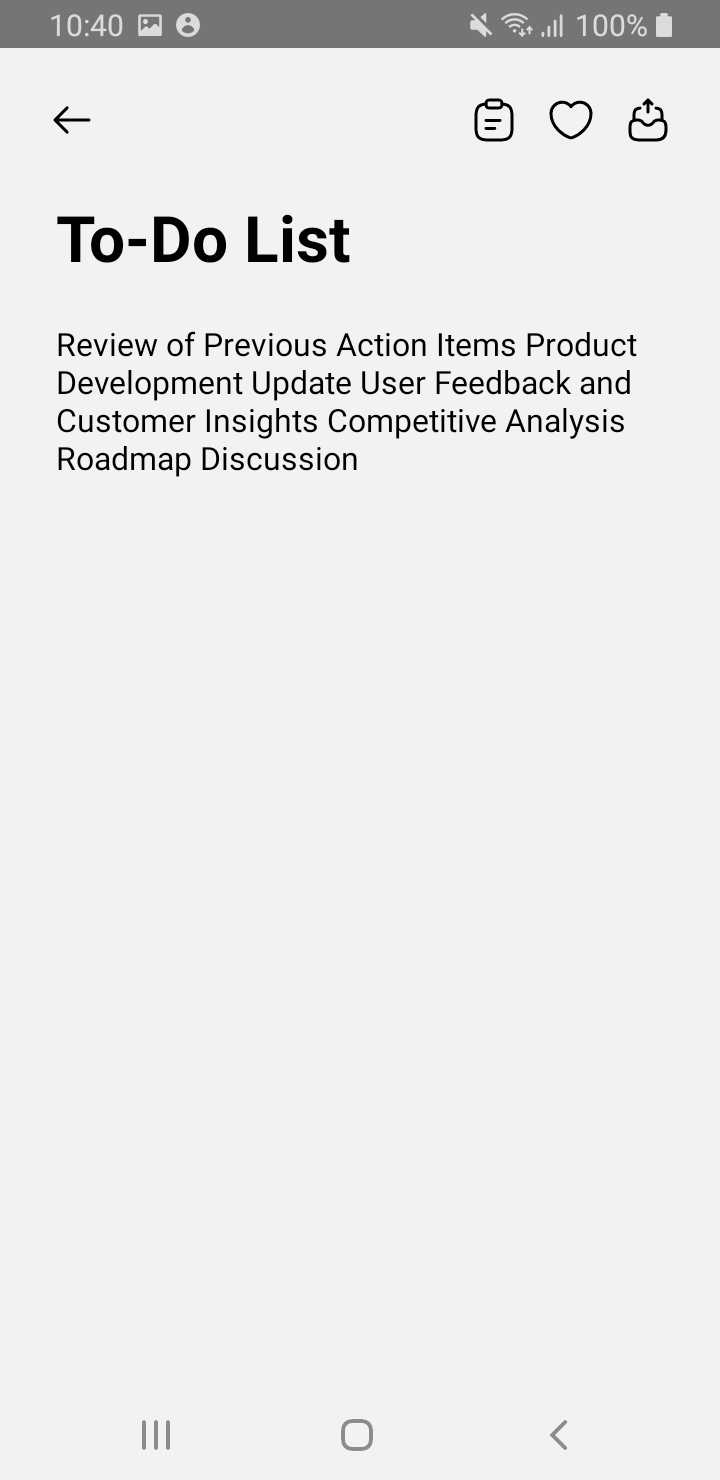 10:40
100%
To-Do List
Review of Previous Action Items Product
Development Update User Feedback and
Customer Insights Competitive Analysis
Roadmap Discussion